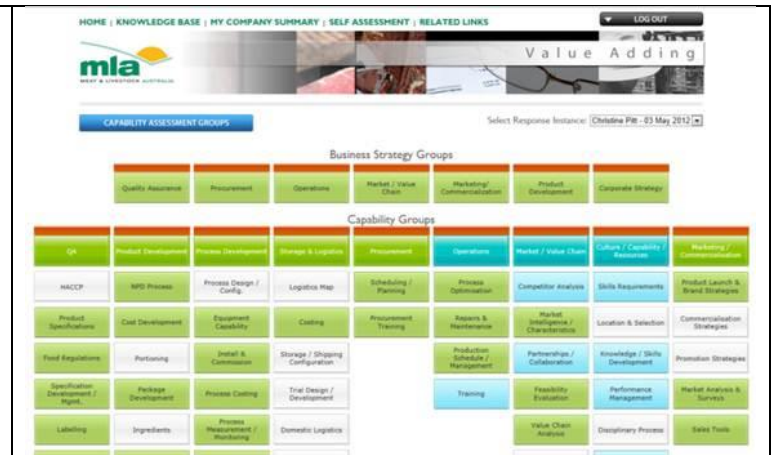 HOME | KNOWLEDGE BASE | MY COMPANY SUMMARY | SELF ASSESSMENT | RELATED LINKS
LOG OUT
mla
MEAT & LIVESTOCK AUSTRALIA
Value Adding
CAPABILITY ASSESSMENT GROUPS
Select Response Instance: Christine Pitt - 03 May 2012
Business Strategy Groups
Quality Assurance
Procurement
Operations
Market / Value Chain
Marketing/ Commercialization
Product Development
Corporate Strategy
Capability Groups
QA
Product Development
Process Development
Storage & Logistics
Procurement
Operations
Market / Value Chain
Culture / Capability / Resources
Marketing / Commercialisation
HACCP
NPD Process
Process Design / Config.
Logistics Map
Scheduling / Planning
Process Optimisation
Competitor Analysis
Skills Requirements
Product Launch & Brand Strategies
Product Specifications
Cost Development
Equipment Capability
Costing
Procurement Training
Repairs & Maintenance
Market Intelligence / Characteristics
Location & Selection
Commercialisation Strategies
Food Regulations
Portioning
Install & Commission
Storage / Shipping Configuration
Production Schedule / Management
Partnerships / Collaboration
Knowledge / Skills Development
Promotion Strategies
Specification Development / Mgmt.
Package Development
Process Costing
Trial Design / Development
Training
Feasibility Evaluation
Performance Management
Market Analysis & Surveys
Labelling
Ingredients
Process Measurement / Monitoring
Domestic Logistics
Value Chain Analysis
Disciplinary Process
Sales Tools